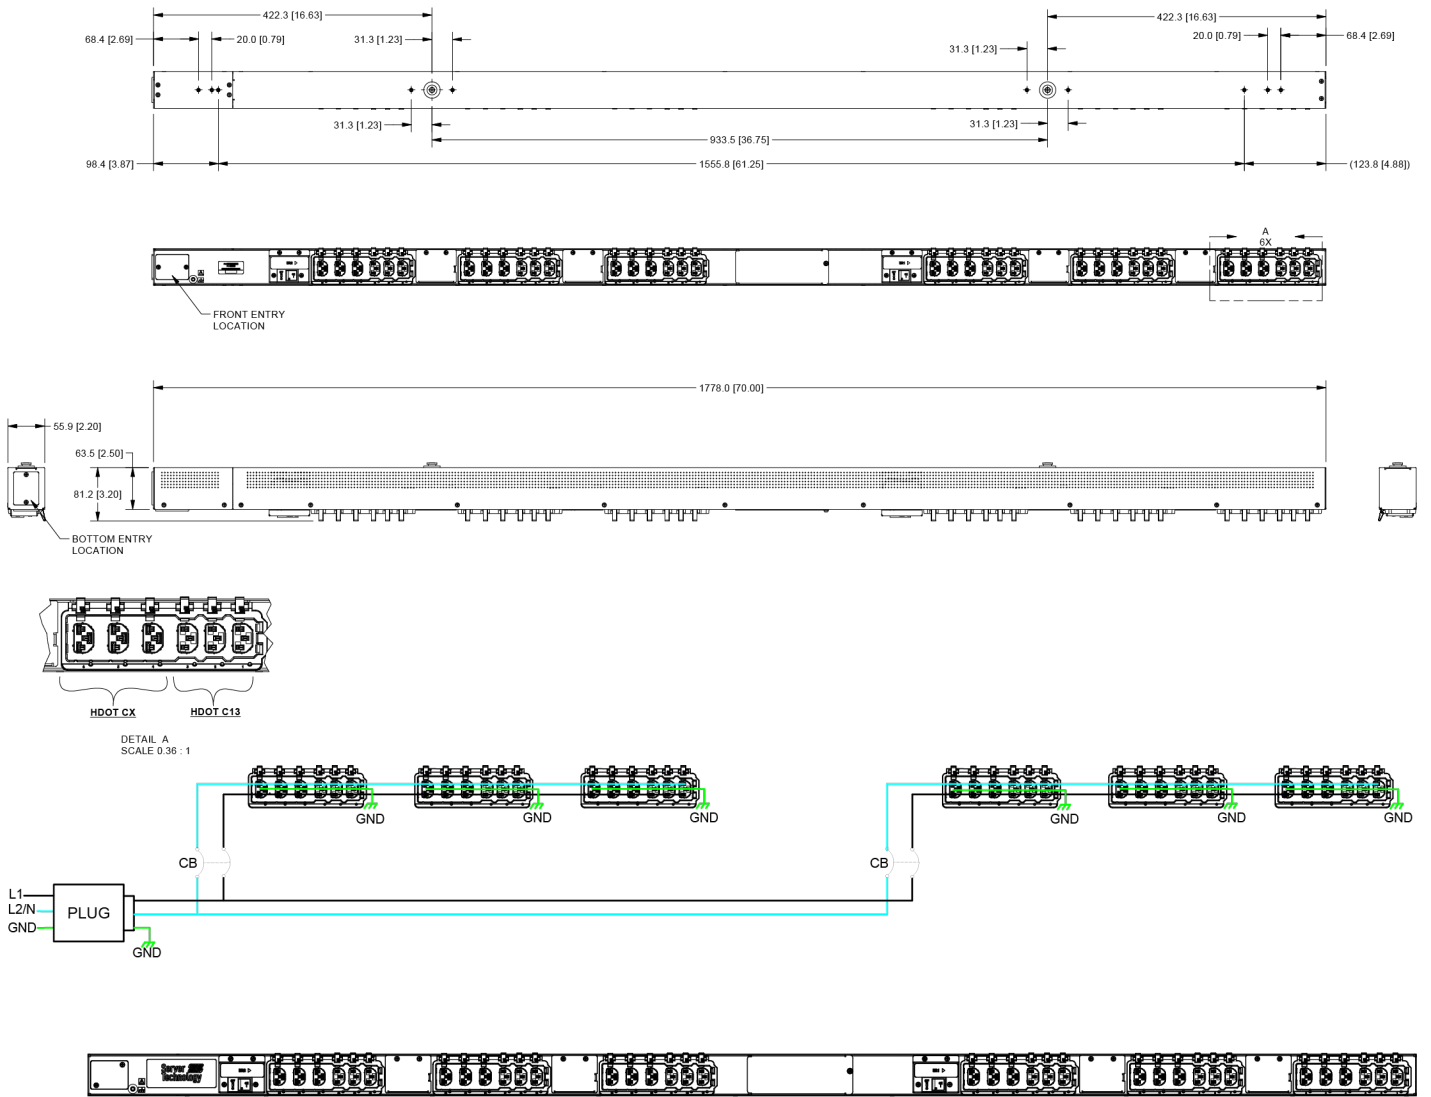 422.3 [16.63]
422.3 [16.63]
68.4 [2.69]
20.0 [0.79]
31.3 [1.23]
31.3 [1.23]
20.0 [0.79]
68.4 [2.69]
31.3 [1.23]
31.3 [1.23]
933.5 [36.75]
98.4 [3.87]
1555.8 [61.25]
(123.8 [4.88])
A
6X
FRONT ENTRY
LOCATION
1778.0 [70.00]
55.9 [2.20]
63.5 [2.50]
81.2 [3.20]
BOTTOM ENTRY
LOCATION
HDOT CX
HDOT C13
DETAIL A
SCALE 0.36 : 1
GND
GND
GND
GND
GND
GND
CB
CB
L1
L2/N
GND
PLUG
GND
Server
Technology